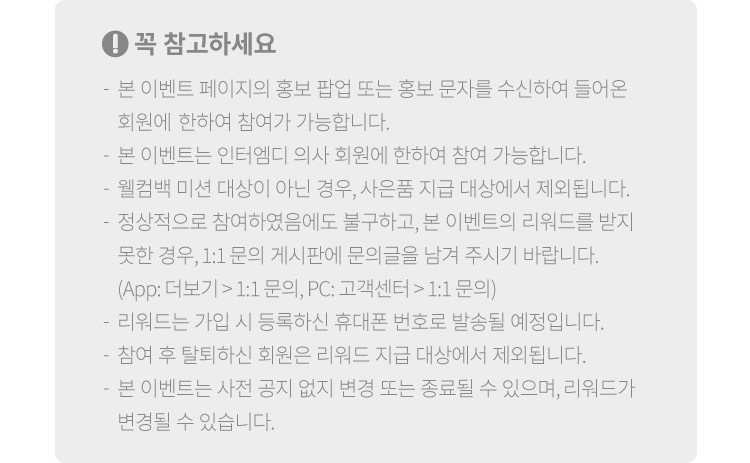 꼭 참고하세요
- 본 이벤트 페이지의 홍보 팝업 또는 홍보 문자를 수신하여 들어온
회원에 한하여 참여가 가능합니다.
- 본 이벤트는 인터엠디 의사 회원에 한하여 참여 가능합니다.
- 웰컴백 미션 대상이 아닌 경우, 사은품 지급 대상에서 제외됩니다.
- 정상적으로 참여하였음에도 불구하고, 본 이벤트의 리워드를 받지
못한 경우, 1:1 문의 게시판에 문의글을 남겨 주시기 바랍니다.
(App: 더보기 > 1:1 문의, PC: 고객센터 > 1:1 문의)
- 리워드는 가입 시 등록하신 휴대폰 번호로 발송될 예정입니다.
- 참여 후 탈퇴하신 회원은 리워드 지급 대상에서 제외됩니다.
- 본 이벤트는 사전 공지 없지 변경 또는 종료될 수 있으며, 리워드가
변경될 수 있습니다.